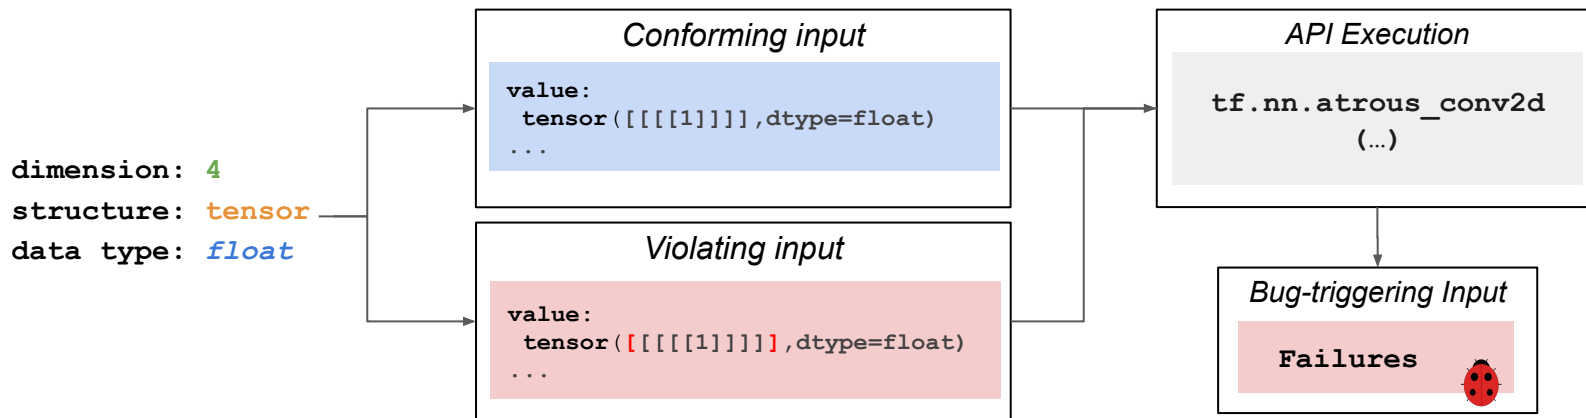 dimension: 4
structure: tensor
data type: float
Conforming input
value:
tensor([[[[1]]]],dtype=float)
...
Violating input
value:
tensor([[[[[1]]]]],dtype=float)
...
API Execution
tf.nn.atrous_conv2d
(…)
Bug-triggering Input
Failures